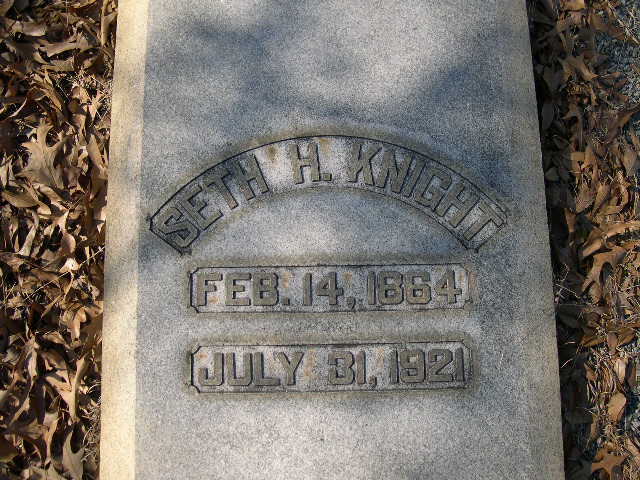 SETH H. KNIGHT
FEB. 14, 1864
JULY 31, 1921